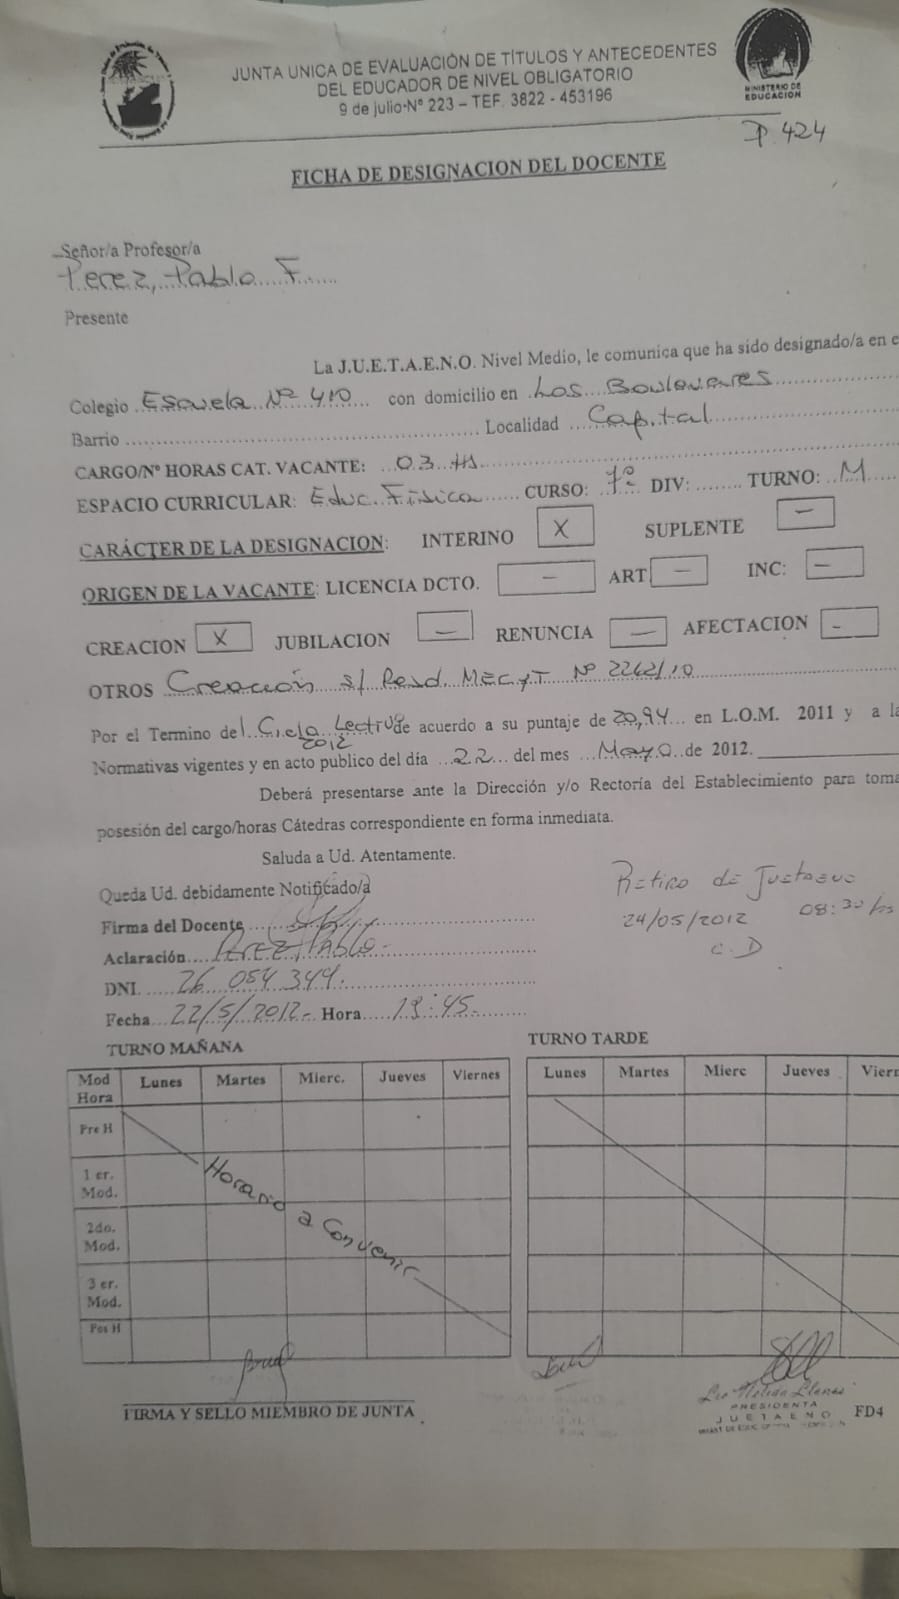 JUNTA UNICA DE EVALUACIÓN DE TÍTULOS Y ANTECEDENTES
DEL EDUCADOR DE NIVEL OBLIGATORIO
9 de julio Nº 223 – TEF. 3822 - 453196
MINISTERIO DE
EDUCACION
424
FICHA DE DESIGNACION DEL DOCENTE
Señor/a Profesor/a
Perez, Pablo F.
Presente
La J.U.E.T.A.E.N.O. Nivel Medio, le comunica que ha sido designado/a en e
Colegio Escuela Nº 410 con domicilio en Los Boulevares
Barrio Localidad Capital
CARGO/Nº HORAS CAT. VACANTE: 03 Hs
ESPACIO CURRICULAR: Educ. Física CURSO: 1º DIV: TURNO: M
CARÁCTER DE LA DESIGNACION: INTERINO X SUPLENTE –
ORIGEN DE LA VACANTE: LICENCIA DCTO. – ART – INC: –
CREACION X JUBILACION – RENUNCIA – AFECTACION -
OTROS Creación s/ Resol. MECyT Nº 2262/10
Por el Termino del Ciclo Lectivo 2012 de acuerdo a su puntaje de 20,94 en L.O.M. 2011 y a la
Normativas vigentes y en acto publico del día 22 del mes Mayo de 2012.
Deberá presentarse ante la Dirección y/o Rectoría del Establecimiento para toma
posesión del cargo/horas Cátedras correspondiente en forma inmediata.
Saluda a Ud. Atentamente.
Queda Ud. debidamente Notificado/a
Retiro de
Firma del Docente
24/05/2012 08:30 hs
Aclaración PEREZ, PABLO
C.D
DNI. 26 054 344
Fecha 22/5/2012- Hora 19:45-
TURNO MAÑANA TURNO TARDE
Mod Hora Lunes Martes Mierc. Jueves Viernes
Lunes Martes Mierc Jueves Viern
Pre H
1 er. Mod.
Horario a Convenir
2do. Mod.
3 er. Mod.
Pos H
FIRMA Y SELLO MIEMBRO DE JUNTA
PRESIDENTA
JUETAENO
FD4